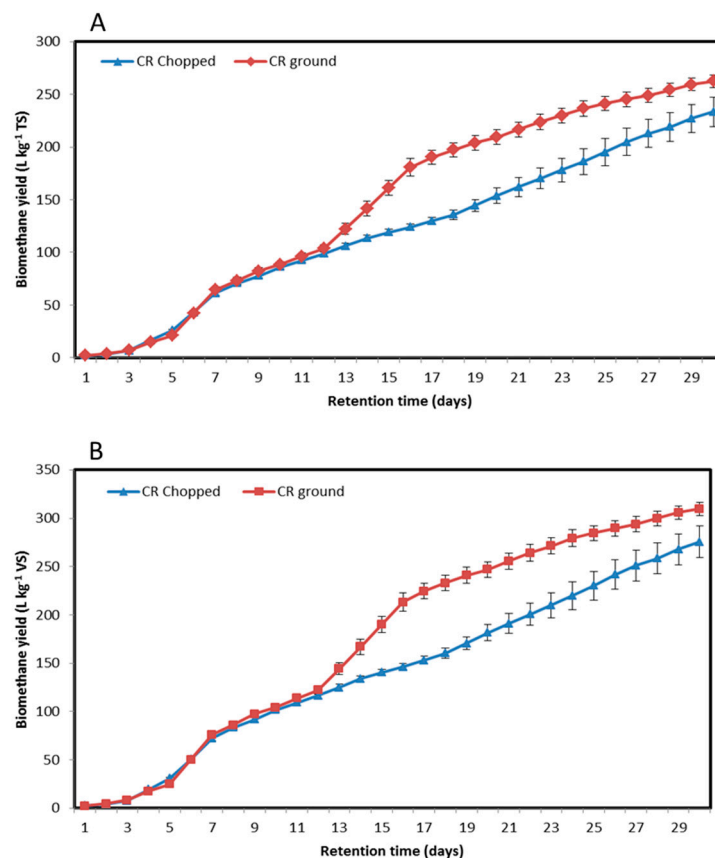 A
300
250
200
150
100
50
0
CR Chopped CR ground
Biomethane yield (L kg⁻¹ TS)
1 3 5 7 9 11 13 15 17 19 21 23 25 27 29
Retention time (days)
B
350
300
250
200
150
100
50
0
CR Chopped CR ground
Biomethane yield (L kg⁻¹ VS)
1 3 5 7 9 11 13 15 17 19 21 23 25 27 29
Retention time (days)